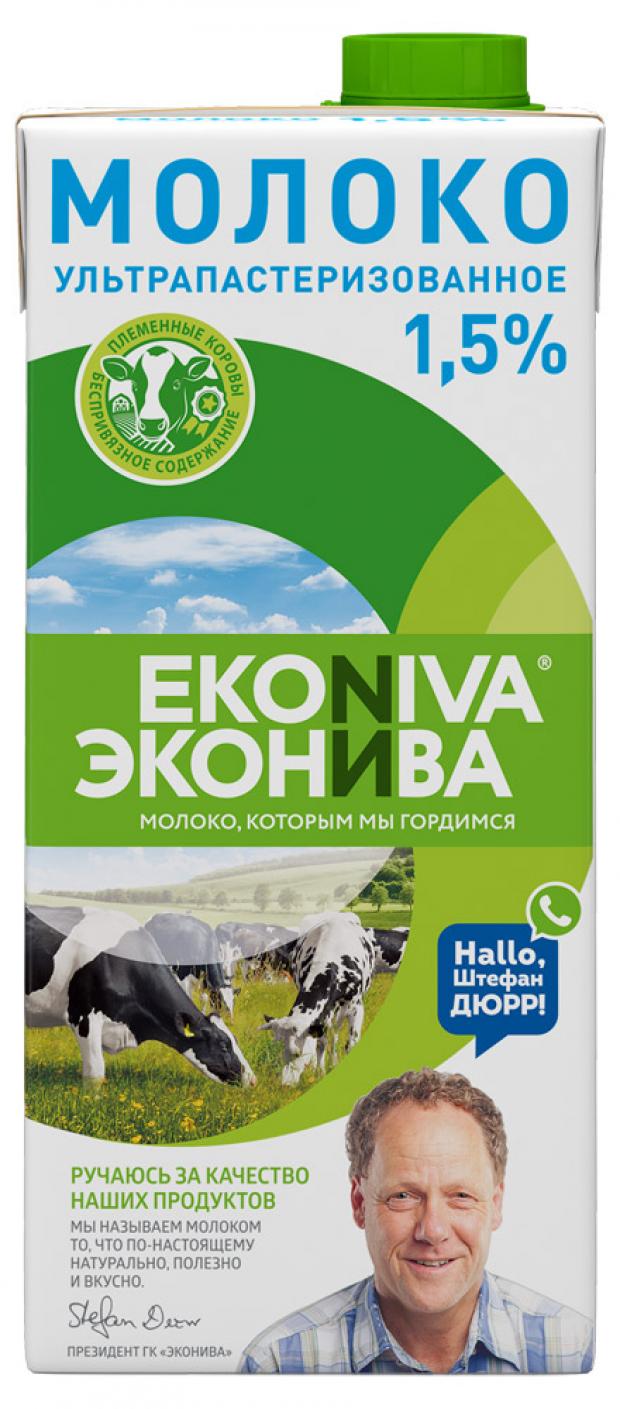 МОЛОКО
УЛЬТРАПАСТЕРИЗОВАННОЕ
1,5%
ПЛЕМЕННЫЕ КОРОВЫ
БЕСПРИВЯЗНОЕ СОДЕРЖАНИЕ
EKONIVA®
ЭКОНИВА
МОЛОКО, КОТОРЫМ МЫ ГОРДИМСЯ
Hallo,
Штефан
ДЮРР!
РУЧАЮСЬ ЗА КАЧЕСТВО
НАШИХ ПРОДУКТОВ
МЫ НАЗЫВАЕМ МОЛОКОМ
ТО, ЧТО ПО-НАСТОЯЩЕМУ
НАТУРАЛЬНО, ПОЛЕЗНО
И ВКУСНО.
Stefan Dürr
ПРЕЗИДЕНТ ГК «ЭКОНИВА»